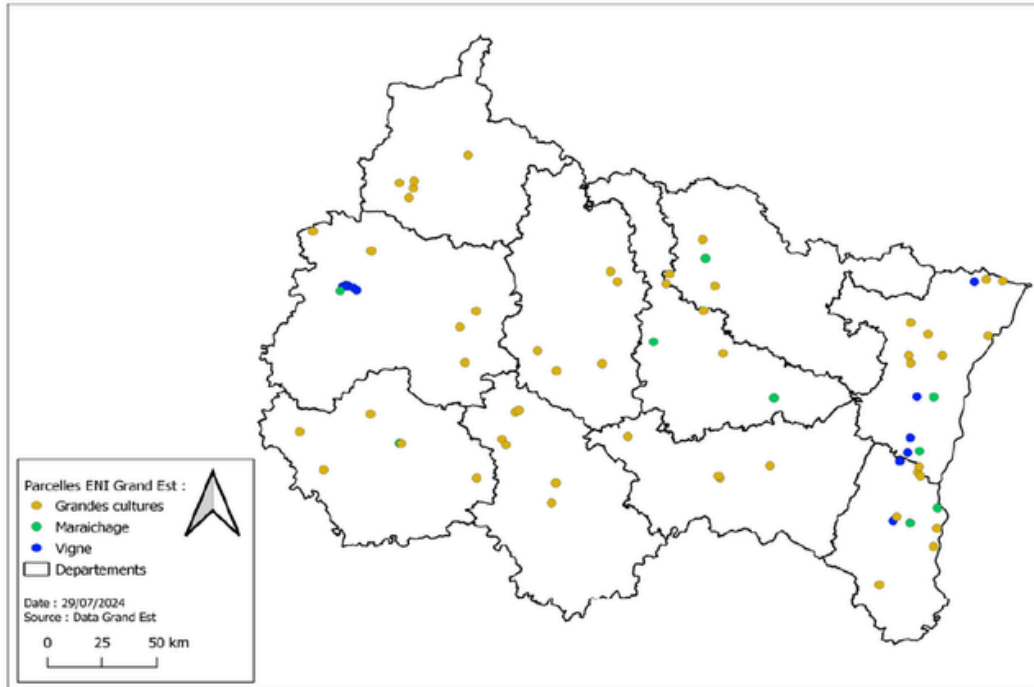 Parcelles ENI Grand Est :
Grandes cultures
Maraichage
Vigne
Departements
Date : 29/07/2024
Source : Data Grand Est
0 25 50 km